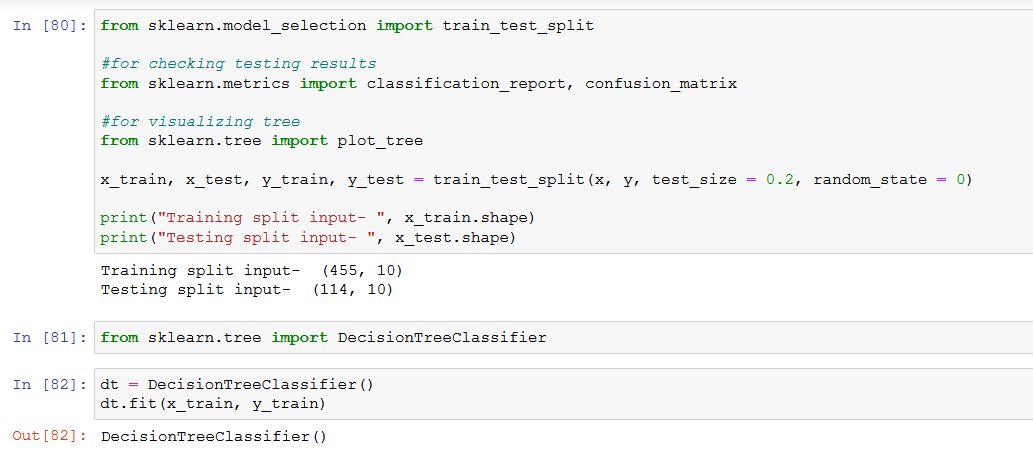 In [80]: from sklearn.model_selection import train_test_split
#for checking testing results
from sklearn.metrics import classification_report, confusion_matrix
#for visualizing tree
from sklearn.tree import plot_tree
x_train, x_test, y_train, y_test = train_test_split(x, y, test_size = 0.2, random_state = 0)
print("Training split input- ", x_train.shape)
print("Testing split input- ", x_test.shape)
Training split input-  (455, 10)
Testing split input-  (114, 10)
In [81]: from sklearn.tree import DecisionTreeClassifier
In [82]: dt = DecisionTreeClassifier()
dt.fit(x_train, y_train)
Out[82]: DecisionTreeClassifier()